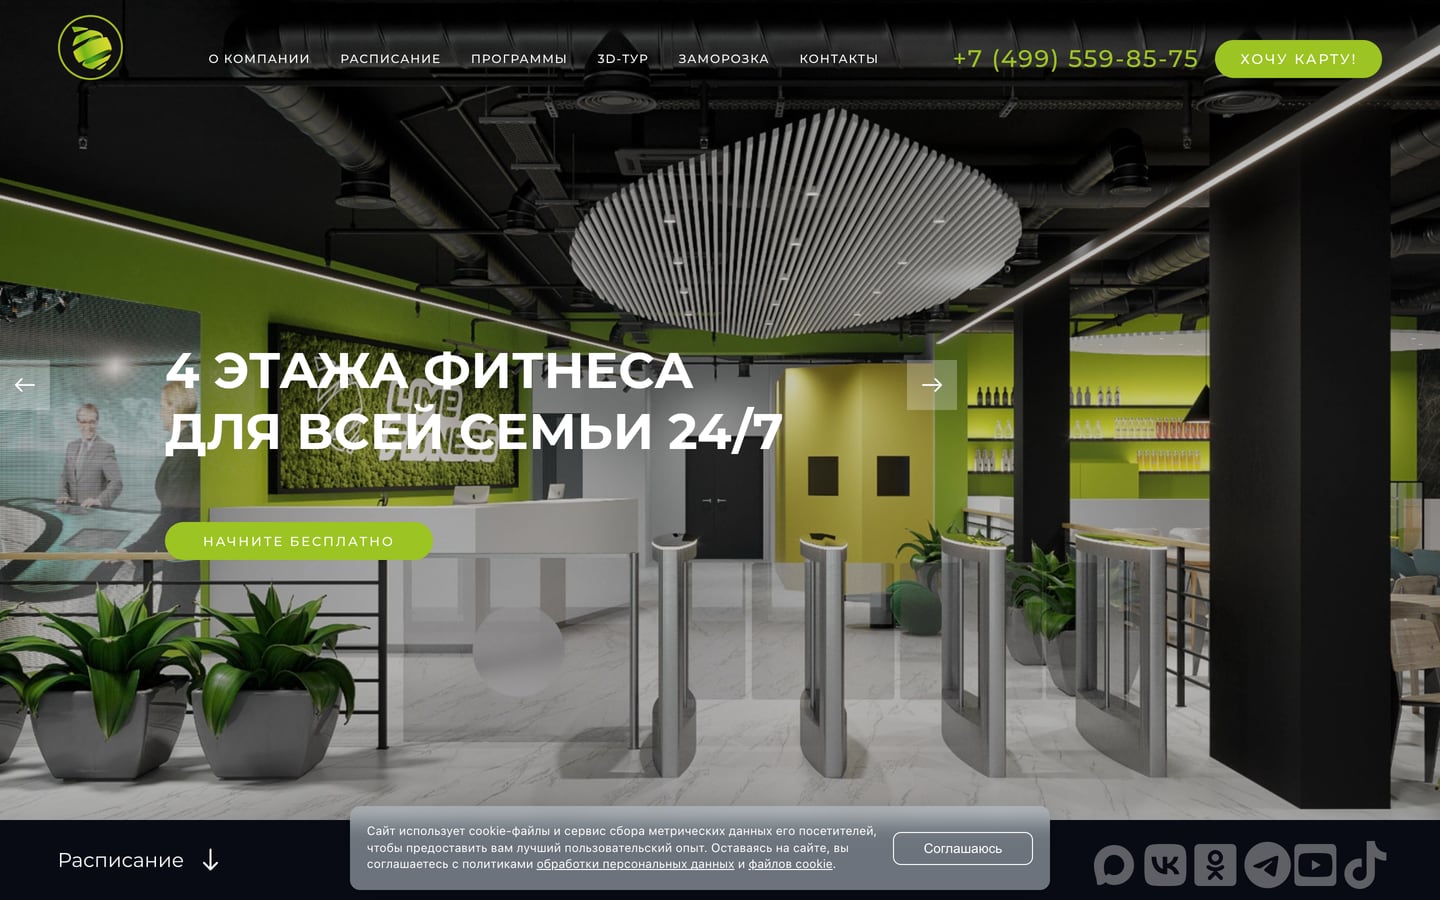 О КОМПАНИИ РАСПИСАНИЕ ПРОГРАММЫ 3D-ТУР ЗАМОРОЗКА КОНТАКТЫ +7 (499) 559-85-75 ХОЧУ КАРТУ!
4 ЭТАЖА ФИТНЕСА
ДЛЯ ВСЕЙ СЕМЬИ 24/7
НАЧНИТЕ БЕСПЛАТНО
Расписание
Сайт использует cookie-файлы и сервис сбора метрических данных его посетителей,
чтобы предоставить вам лучший пользовательский опыт. Оставаясь на сайте, вы
соглашаетесь с политиками обработки персональных данных и файлов cookie.
Соглашаюсь